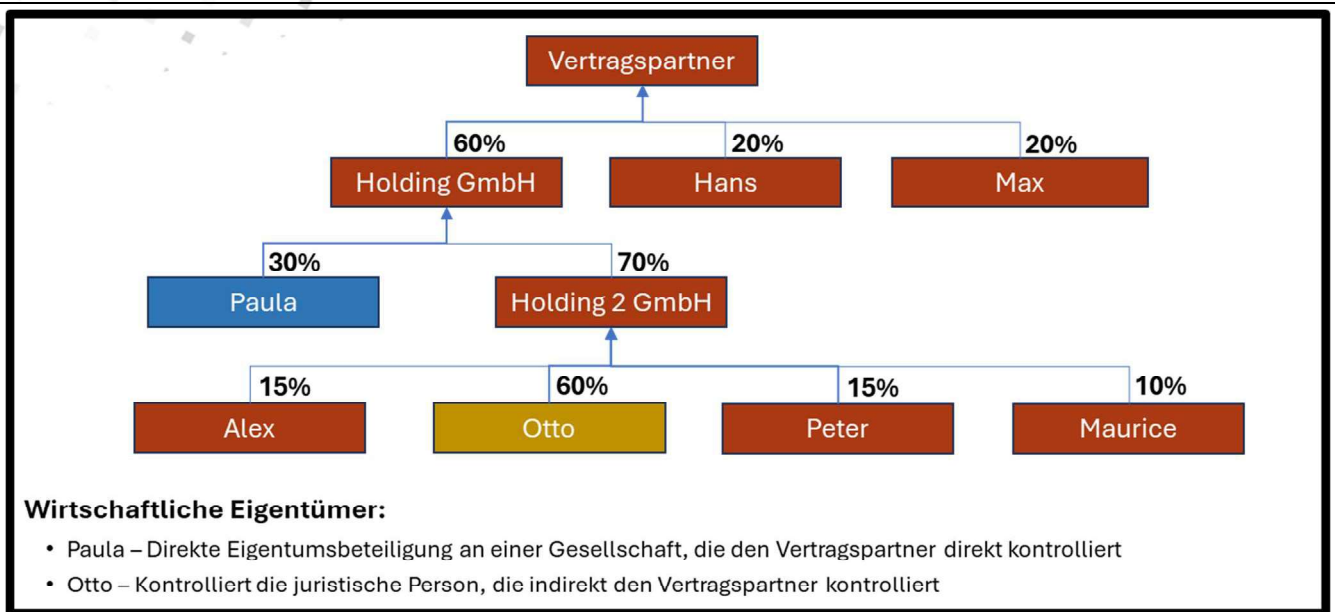 Vertragspartner
60%
20%
20%
Holding GmbH
Hans
Max
30%
70%
Paula
Holding 2 GmbH
15%
60%
15%
10%
Alex
Otto
Peter
Maurice
Wirtschaftliche Eigentümer:
• Paula – Direkte Eigentumsbeteiligung an einer Gesellschaft, die den Vertragspartner direkt kontrolliert
• Otto – Kontrolliert die juristische Person, die indirekt den Vertragspartner kontrolliert